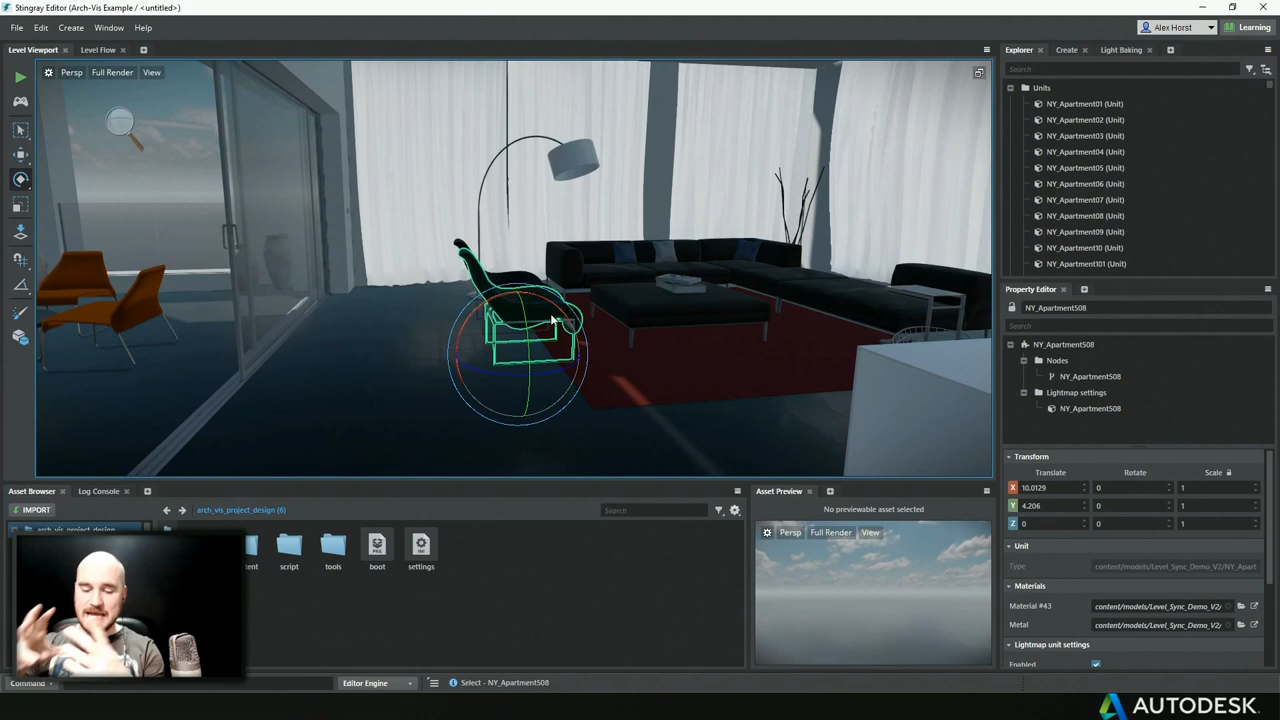 Stingray Editor (Arch-Vis Example / <untitled>)
File Edit Create Window Help
Alex Horst
Learning
Level Viewport
Level Flow
Persp Full Render View
Explorer Create Light Baking
Search
Units
NY_Apartment01 (Unit)
NY_Apartment02 (Unit)
NY_Apartment03 (Unit)
NY_Apartment04 (Unit)
NY_Apartment05 (Unit)
NY_Apartment06 (Unit)
NY_Apartment07 (Unit)
NY_Apartment08 (Unit)
NY_Apartment09 (Unit)
NY_Apartment10 (Unit)
NY_Apartment101 (Unit)
Property Editor
NY_Apartment508
Search
NY_Apartment508
Nodes
NY_Apartment508
Lightmap settings
NY_Apartment508
Transform
Translate Rotate Scale
X 10.0129 0 1
Y 4.206 0 1
Z 0 0 1
Unit
Type content/models/Level_Sync_Demo_V2/NY_Apart
Materials
Material #43 content/models/Level_Sync_Demo_V2/
Metal content/models/Level_Sync_Demo_V2/
Lightmap unit settings
Enabled
Asset Browser Log Console
IMPORT
arch_vis_project_design (6)
Search
arch_vis_project_design
tent script tools boot settings
PKG
INI
Asset Preview
No previewable asset selected
Persp Full Render View
Command
Editor Engine
Select - NY_Apartment508
AUTODESK.